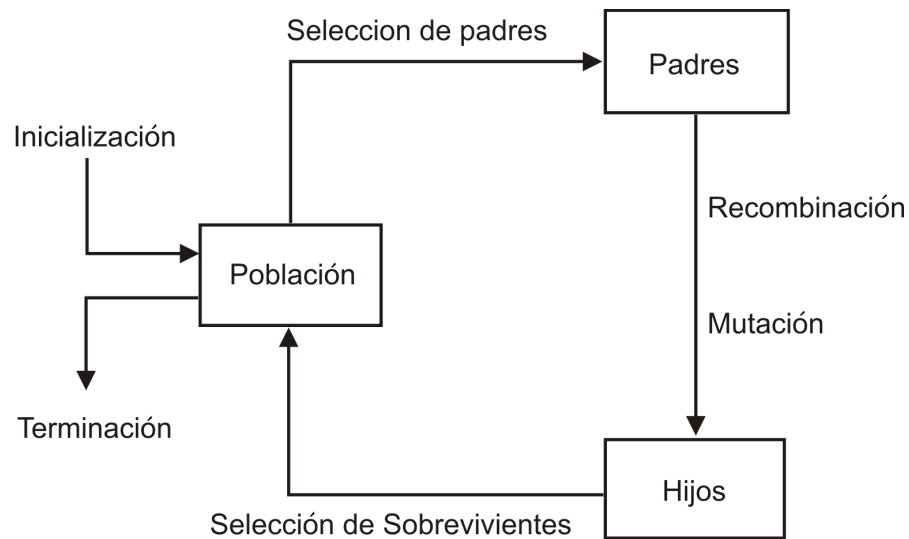 Seleccion de padres
Padres
Inicialización
Recombinación
Población
Mutación
Terminación
Hijos
Selección de Sobrevivientes